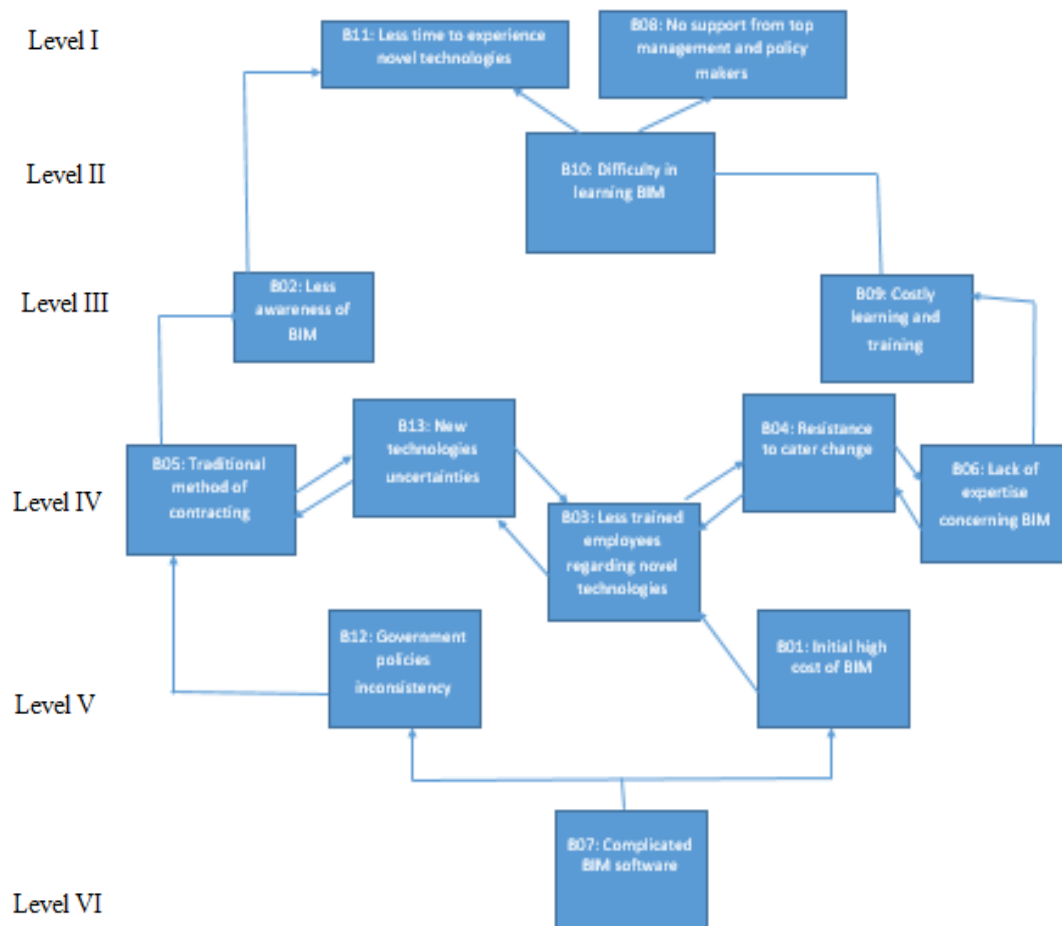 Level I
B11: Less time to experience
novel technologies
B08: No support from top
management and policy
makers
Level II
B10: Difficulty in
learning BIM
Level III
B02: Less
awareness of
BIM
B09: Costly
learning and
training
Level IV
B05: Traditional
method of
contracting
B13: New
technologies
uncertainties
B03: Less trained
employees
regarding novel
technologies
B04: Resistance
to cater change
B06: Lack of
expertise
concerning BIM
Level V
B12: Government
policies
inconsistency
B01: Initial high
cost of BIM
Level VI
B07: Complicated
BIM software